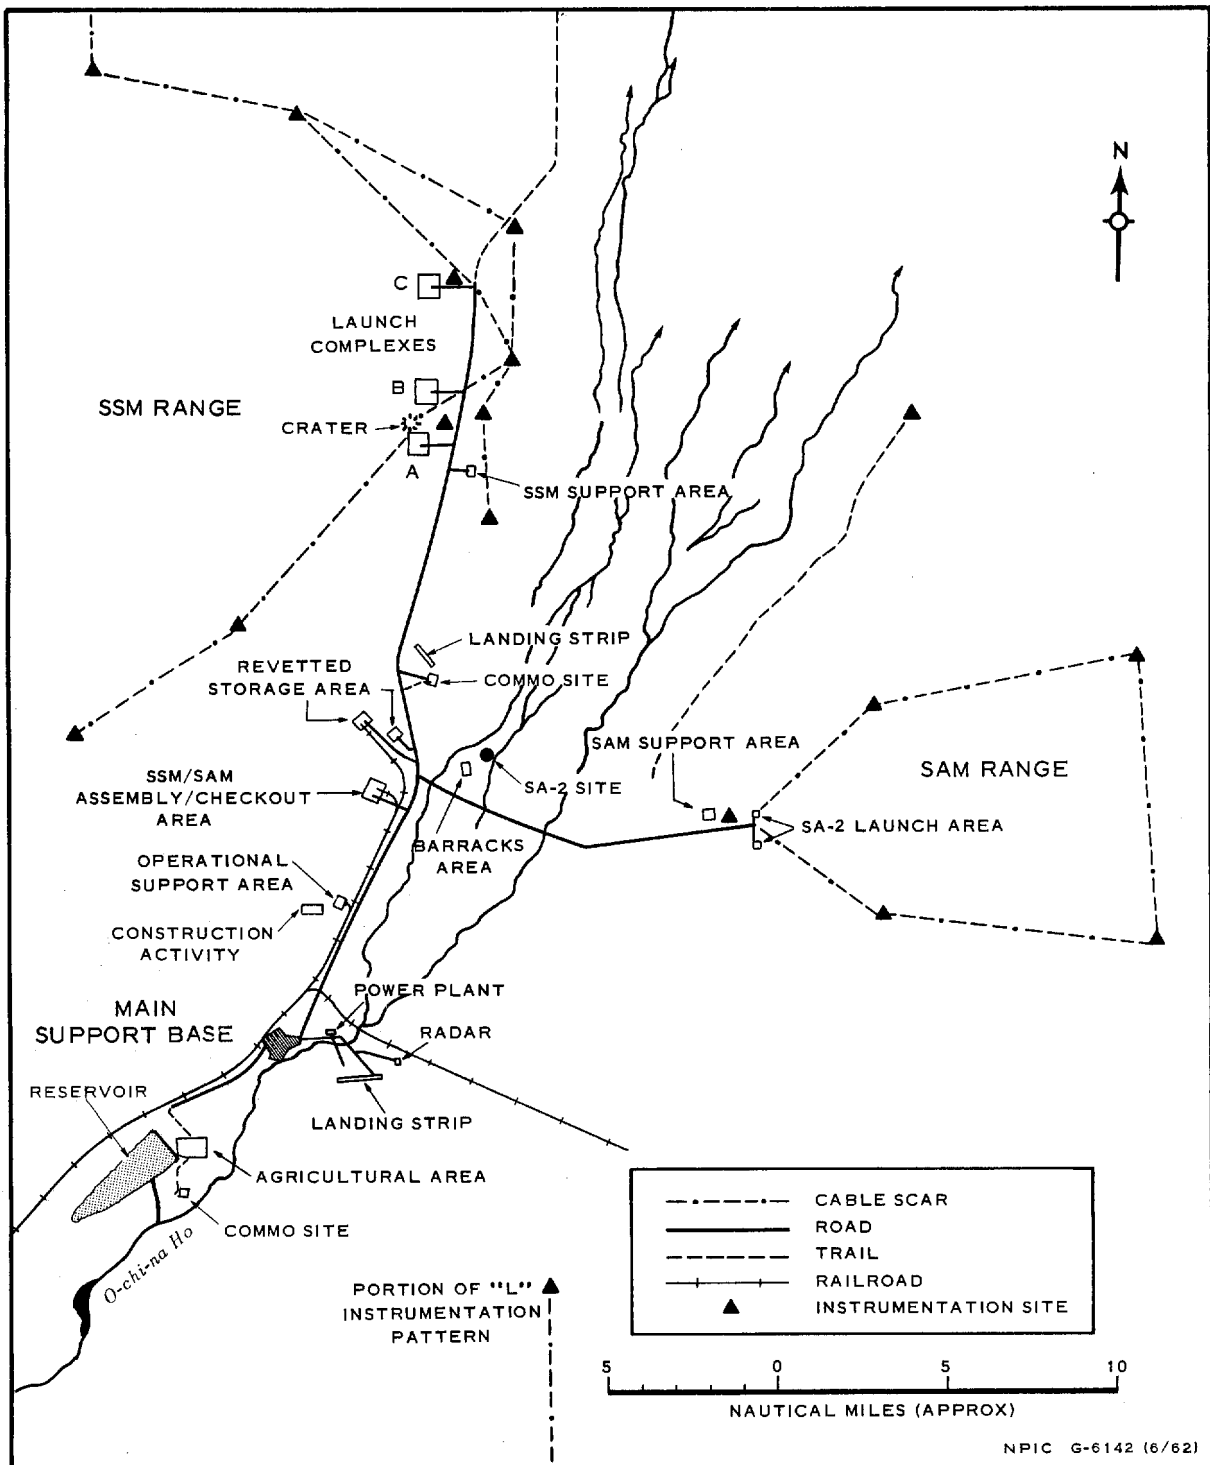 N
C
LAUNCH
COMPLEXES
B
SSM RANGE
CRATER
A
SSM SUPPORT AREA
LANDING STRIP
REVETTED
STORAGE AREA
COMMO SITE
SAM SUPPORT AREA
SAM RANGE
SSM/SAM
ASSEMBLY/CHECKOUT
AREA
SA-2 SITE
SA-2 LAUNCH AREA
BARRACKS
AREA
OPERATIONAL
SUPPORT AREA
CONSTRUCTION
ACTIVITY
POWER PLANT
MAIN
SUPPORT BASE
RADAR
RESERVOIR
LANDING STRIP
AGRICULTURAL AREA
COMMO SITE
O-chi-na Ho
CABLE SCAR
ROAD
TRAIL
RAILROAD
INSTRUMENTATION SITE
PORTION OF "L"
INSTRUMENTATION
PATTERN
5 0 5 10
NAUTICAL MILES (APPROX)
NPIC G-6142 (6/62)